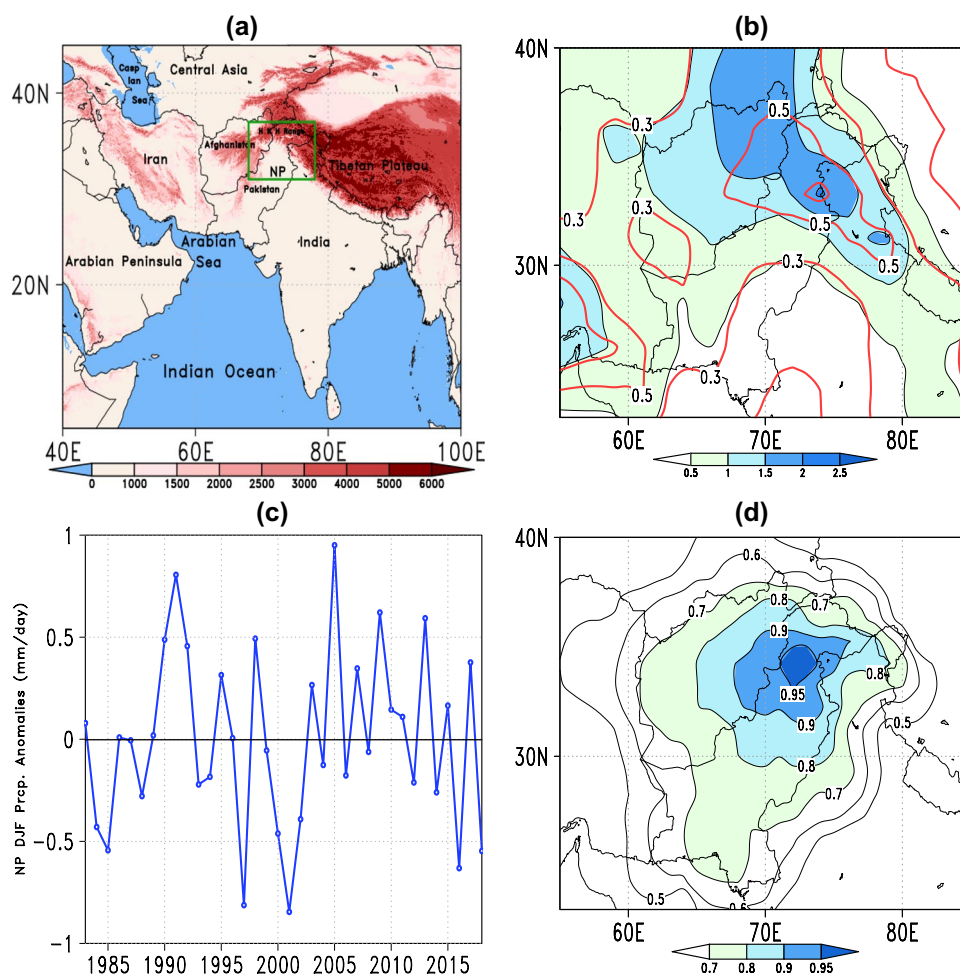 (a)
Casp
ian
Sea
Central Asia
40N
H K H Range
Afghanistan
Iran
NP
Tibetan Plateau
Pakistan
Arabian
Sea
India
Arabian Peninsula
20N
Indian Ocean
40E 60E 80E 100E
0 1000 1500 2000 3000 4000 5000 6000
(b)
40N
0.3
0.5
0.3
0.3
0.5
0.5
30N
0.3
0.3
0.5
0.5
60E 70E 80E
0.5 1 1.5 2 2.5
(c)
NP DJF Prcp. Anomalies (mm/day)
1
0.5
0
−0.5
−1
1985 1990 1995 2000 2005 2010 2015
(d)
40N
0.6
0.8
0.7
0.7
0.9
0.8
0.95
0.5
0.9
30N
0.8
0.7
0.5
0.6
60E 70E 80E
0.7 0.8 0.9 0.95